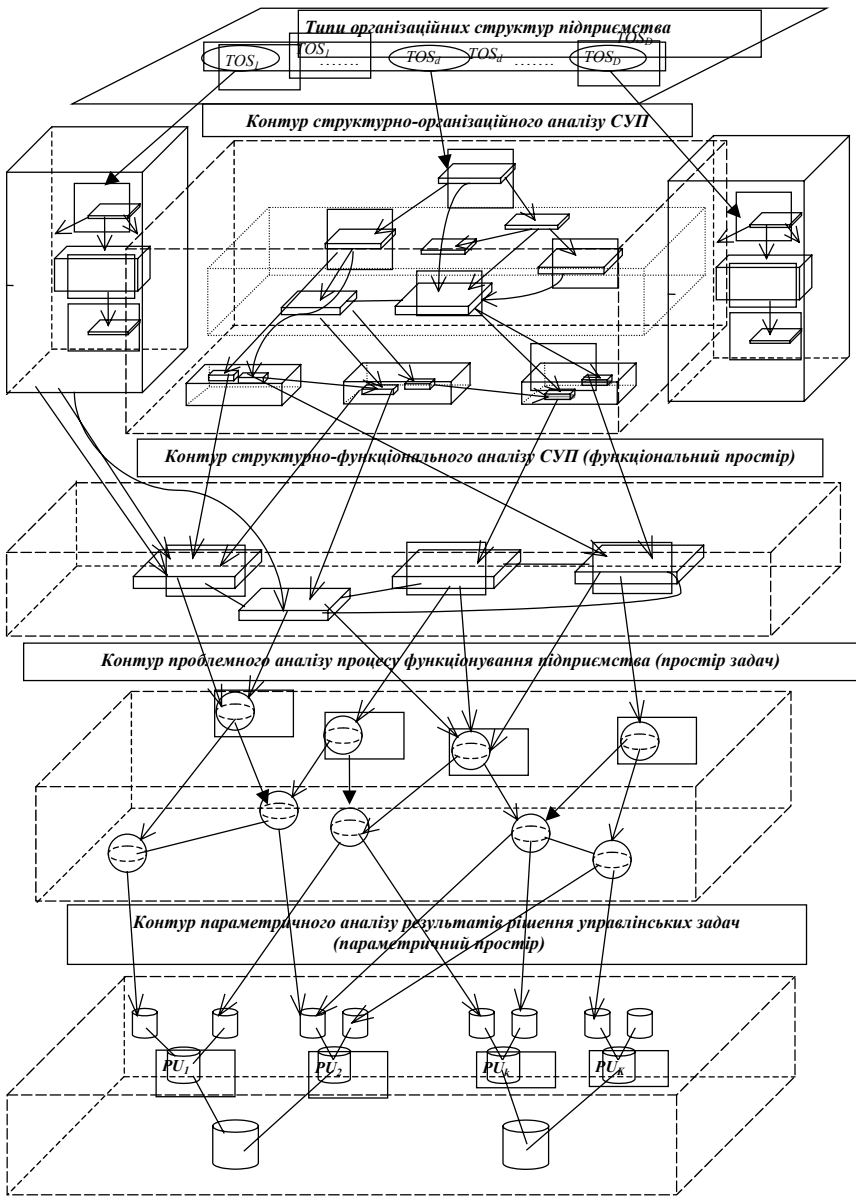 Типи організаційних структур підприємства
TOS1 TOS1 ....... TOSd TOSd ....... TOSD TOSD
Контур структурно-організаційного аналізу СУП
Контур структурно-функціонального аналізу СУП (функціональний простір)
Контур проблемного аналізу процесу функціонування підприємства (простір задач)
Контур параметричного аналізу результатів рішення управлінських задач
(параметричний простір)
PU1 PU2 PUk PUK